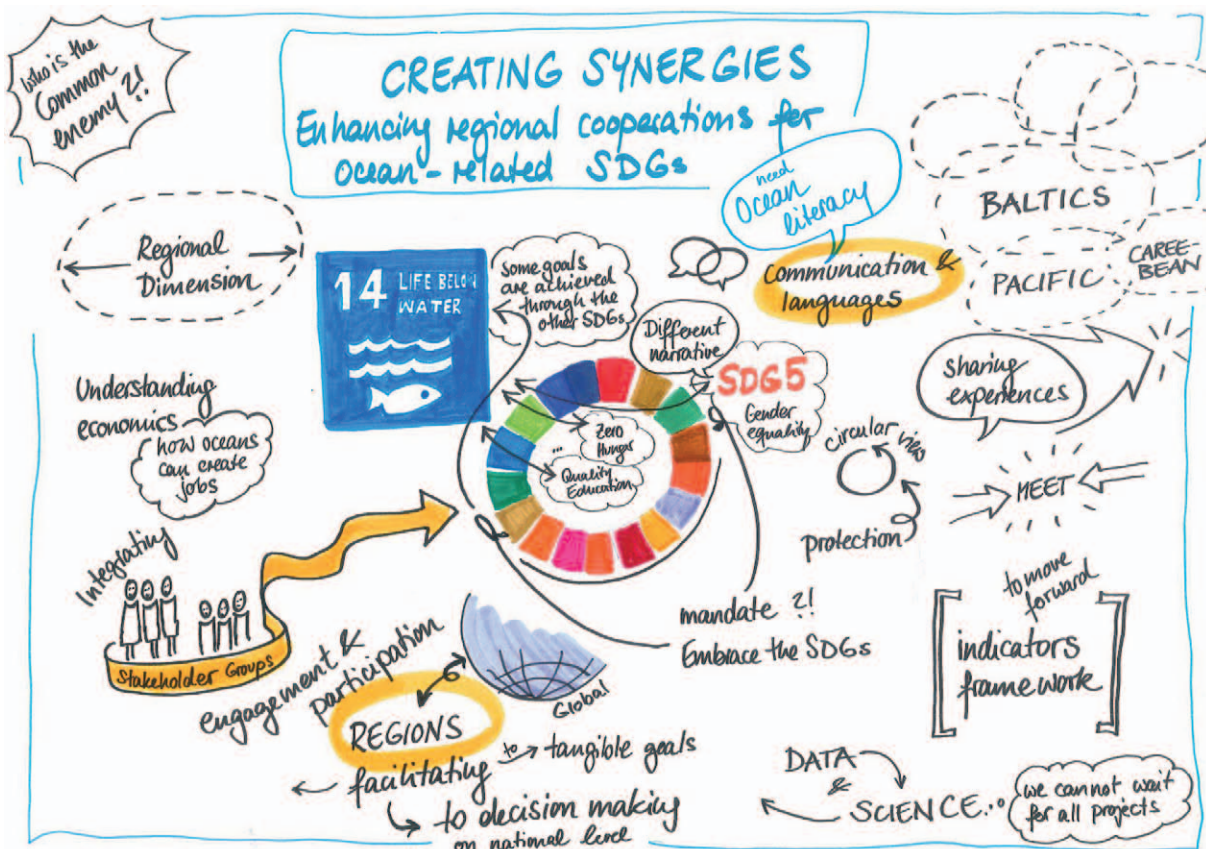 Who is the
Common
enemy?!
CREATING SYNERGIES
Enhancing regional cooperations for
Ocean-related SDGs
need
Ocean
literacy
Communication &
languages
BALTICS
PACIFIC
CAREE-
BEAN
Regional
Dimension
14 LIFE BELOW
WATER
Some goals
are achieved
through the
other SDGs
Different
narrative
SDG5
Gender
equality
Sharing
experiences
Understanding
economics
how oceans
can create
jobs
Zero
Hunger
...
Quality
Education
circular view
protection
MEET
Integrating
Stakeholder Groups
engagement &
participation
Global
mandate ?!
Embrace the SDGs
to move
forward
indicators
framework
REGIONS
facilitating
to tangible goals
to decision making
on national level
DATA
&
SCIENCE...
we cannot wait
for all projects